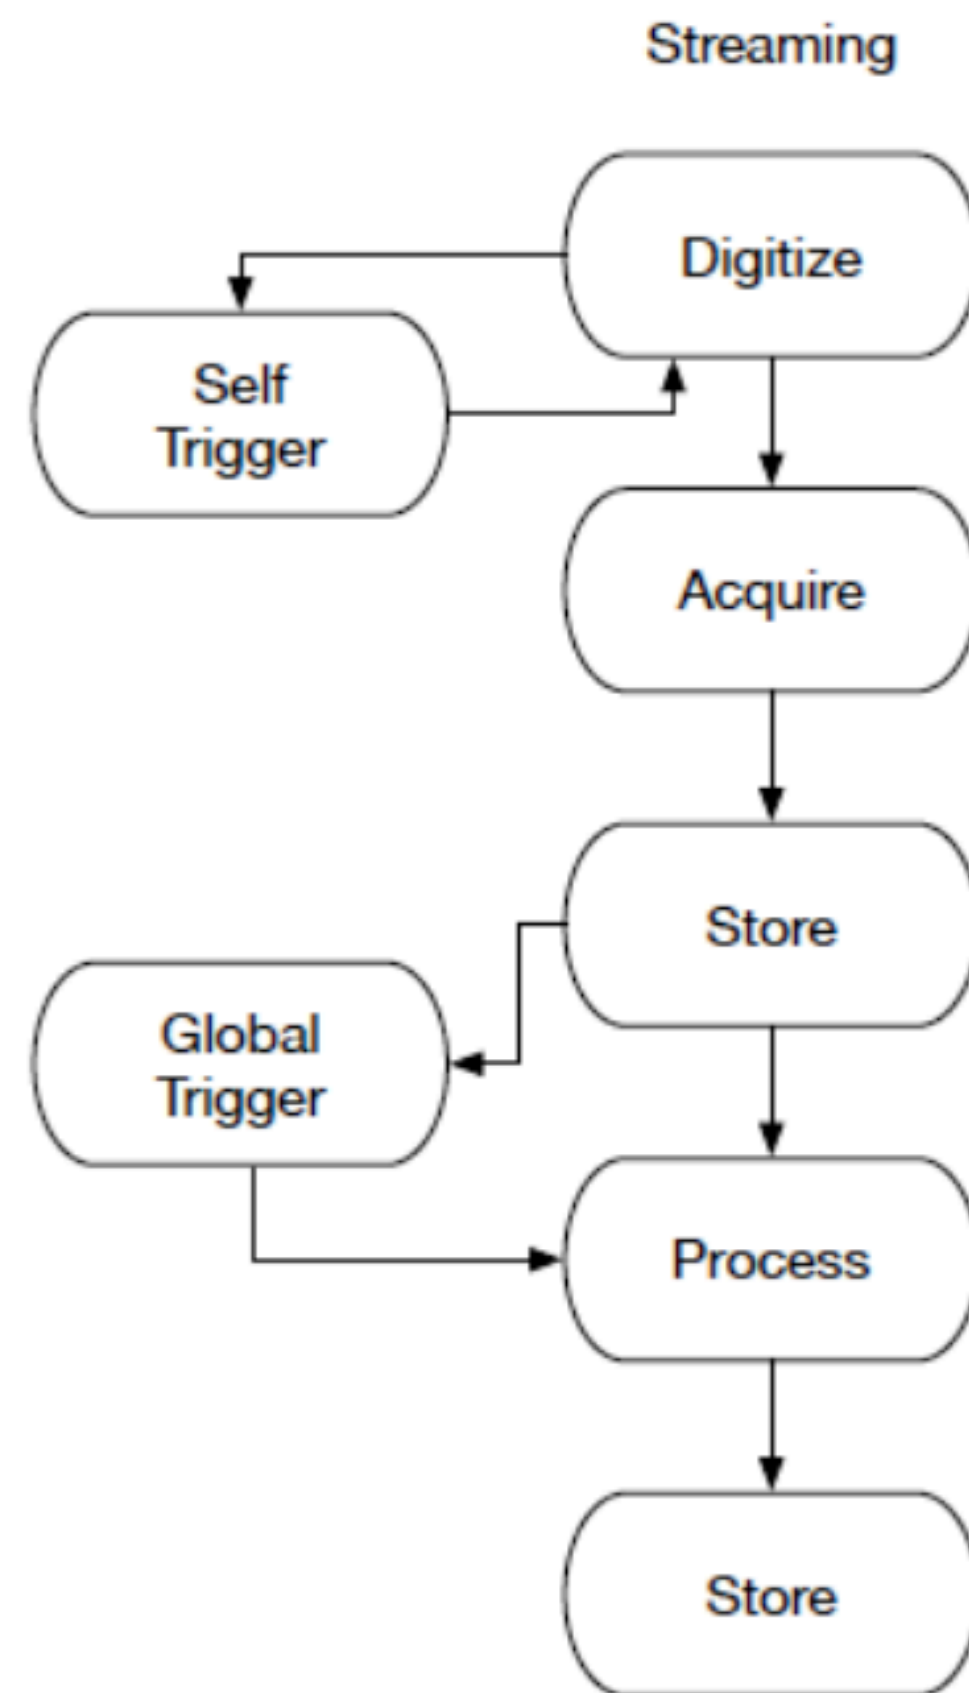 Streaming
Digitize
Self
Trigger
Acquire
Store
Global
Trigger
Process
Store